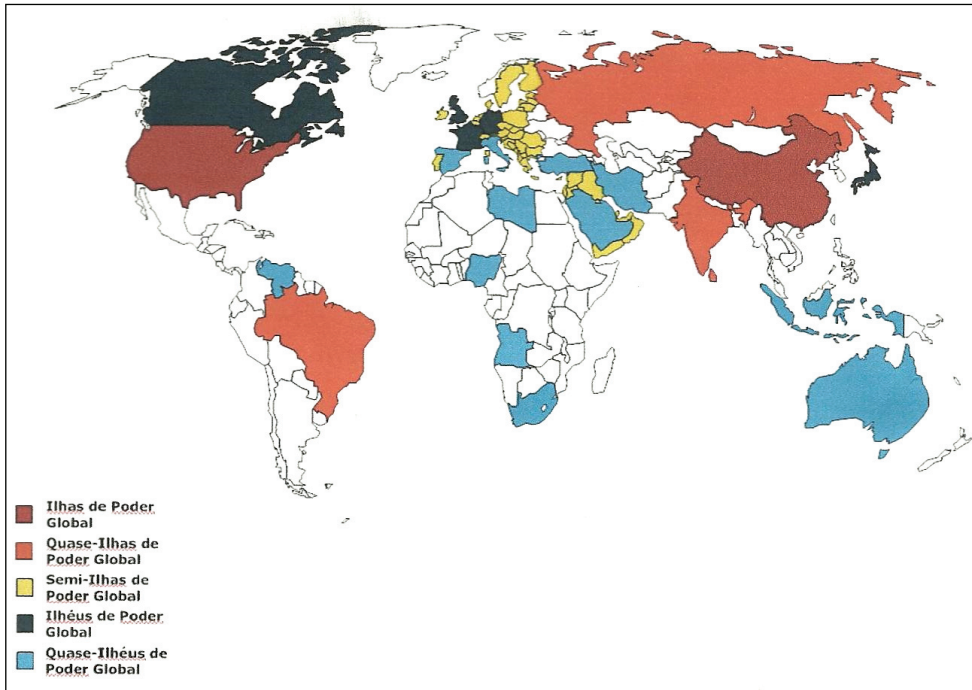 Ilhas de Poder
Global
Quase-Ilhas de
Poder Global
Semi-Ilhas de
Poder Global
Ilhéus de Poder
Global
Quase-Ilhéus de
Poder Global